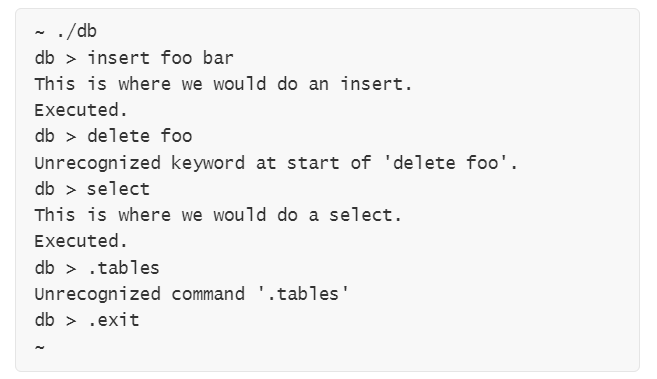 ~ ./db
db > insert foo bar
This is where we would do an insert.
Executed.
db > delete foo
Unrecognized keyword at start of 'delete foo'.
db > select
This is where we would do a select.
Executed.
db > .tables
Unrecognized command '.tables'
db > .exit
~